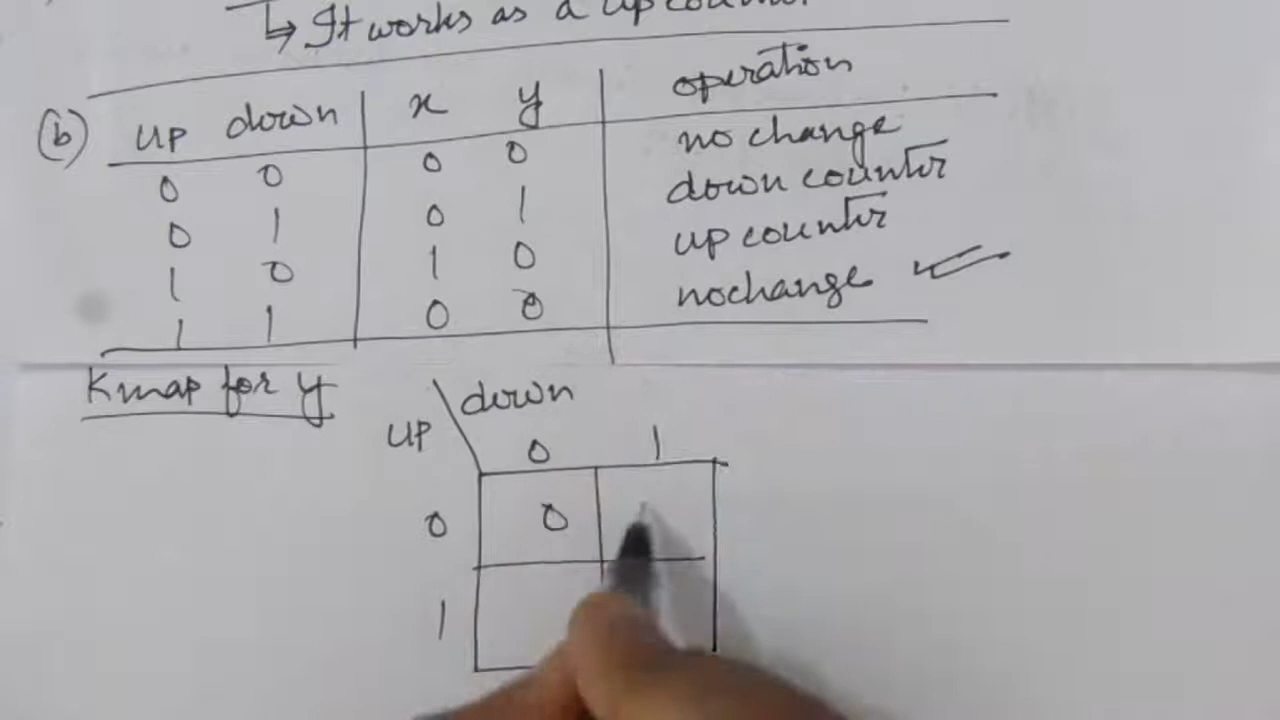 ↳ It works as a up counter
(b) up down | x y | operation
0 0 | 0 0 | no change
0 1 | 0 1 | down counter
1 0 | 1 0 | up counter
1 1 | 0 0 | nochange ✓
Kmap for y
down
UP
0 1
0 0
1